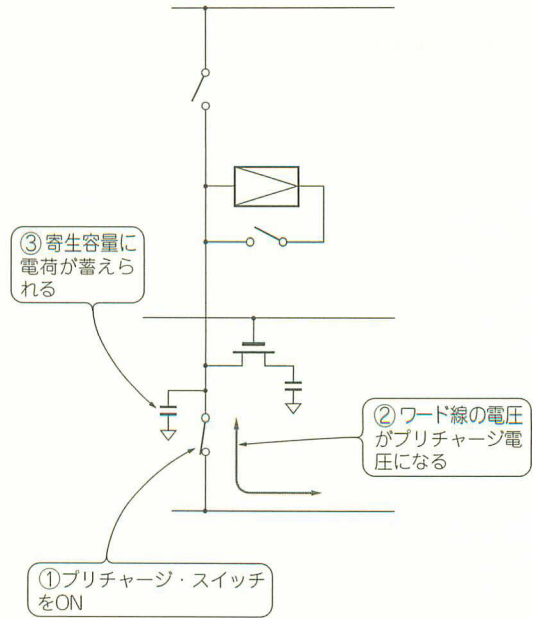 ③寄生容量に
電荷が蓄えら
れる
②ワード線の電圧
がプリチャージ電
圧になる
①プリチャージ・スイッチ
をON